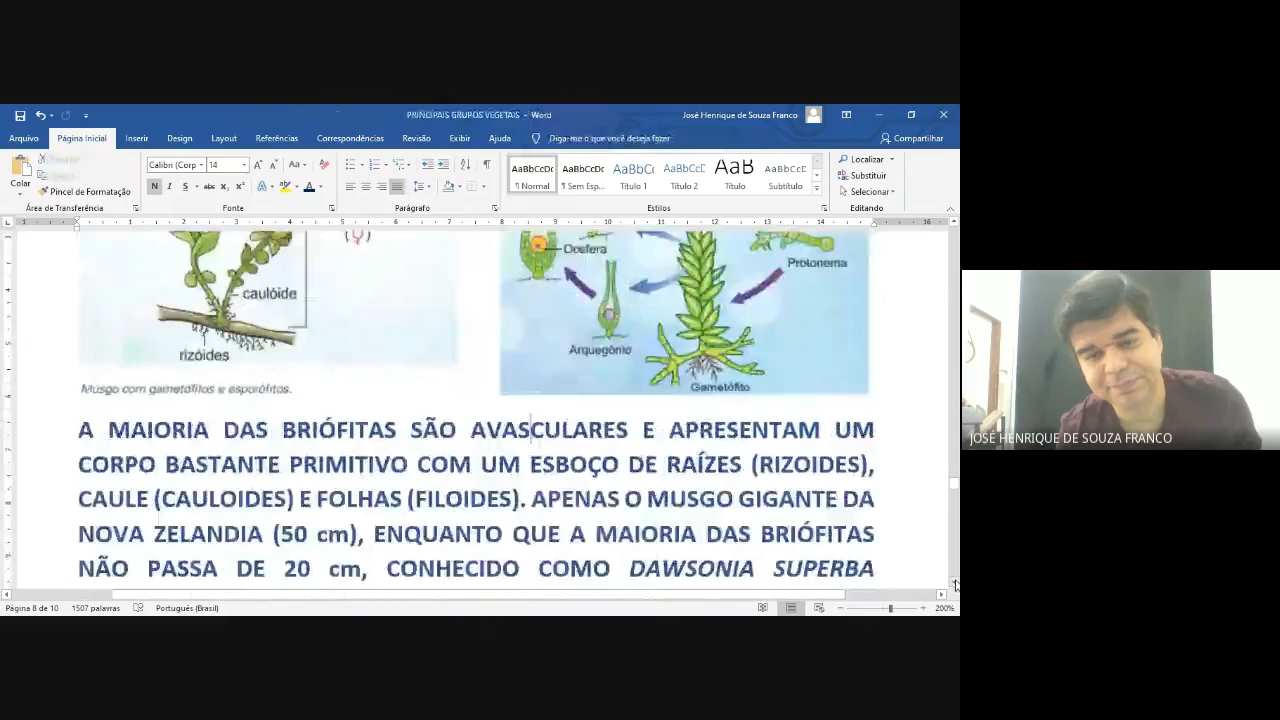 PRINCIPAIS GRUPOS VEGETAIS - Word
José Henrique de Souza Franco
Arquivo Página Inicial Inserir Design Layout Referências Correspondências Revisão Exibir Ajuda Diga-me o que você deseja fazer Compartilhar
Colar
Pincel de Formatação
Calibri (Corp 14
AaBbCcDc AaBbCcDc AaBbCc AaBbCcD AaB AaBbCcD
¶ Normal ¶ Sem Esp... Título 1 Título 2 Título Subtítulo
Localizar
Substituir
Selecionar
Área de Transferência Fonte Parágrafo Estilos Editando
caulóide
rizóides
Oosfera
Protonema
Arquegônio
Gametófito
Musgo com gametófitos e esporófitos.
A MAIORIA DAS BRIÓFITAS SÃO AVASCULARES E APRESENTAM UM
CORPO BASTANTE PRIMITIVO COM UM ESBOÇO DE RAÍZES (RIZOIDES),
CAULE (CAULOIDES) E FOLHAS (FILOIDES). APENAS O MUSGO GIGANTE DA
NOVA ZELANDIA (50 cm), ENQUANTO QUE A MAIORIA DAS BRIÓFITAS
NÃO PASSA DE 20 cm, CONHECIDO COMO DAWSONIA SUPERBA
Página 8 de 10 1507 palavras Português (Brasil) 200%
JOSÉ HENRIQUE DE SOUZA FRANCO